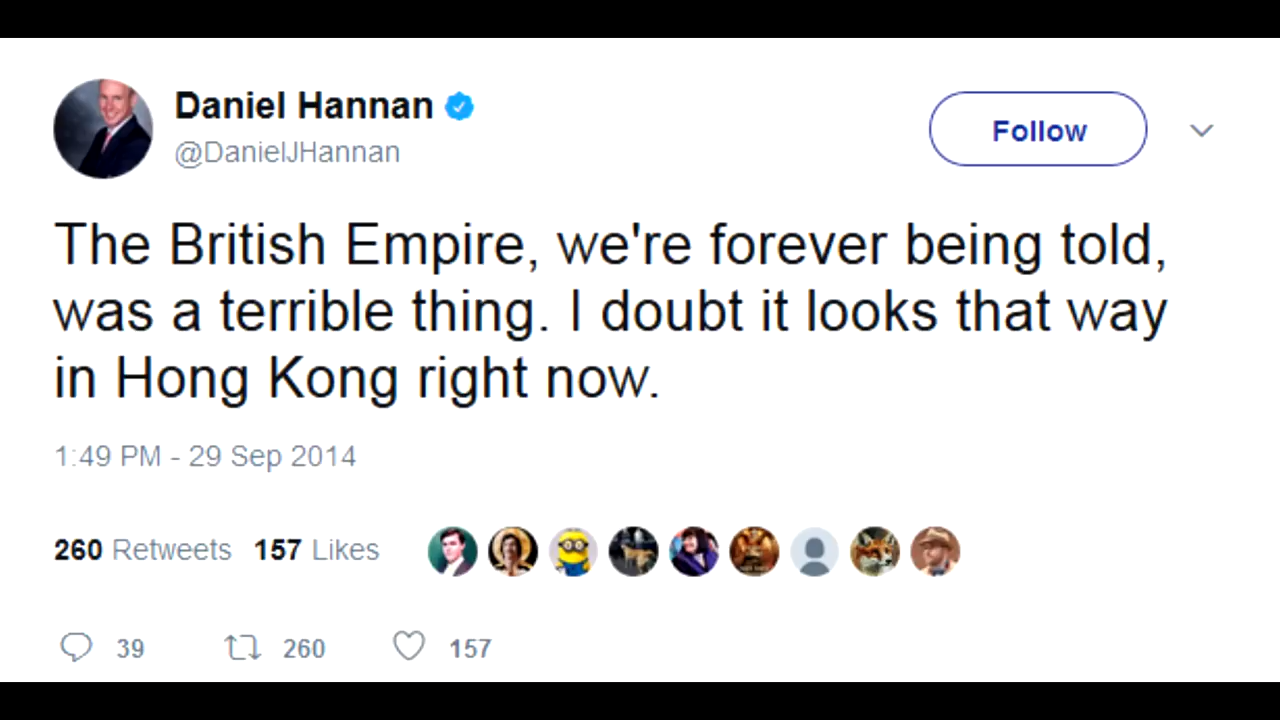 Daniel Hannan
@DanielJHannan
Follow
The British Empire, we're forever being told,
was a terrible thing. I doubt it looks that way
in Hong Kong right now.
1:49 PM - 29 Sep 2014
260 Retweets 157 Likes
39 260 157